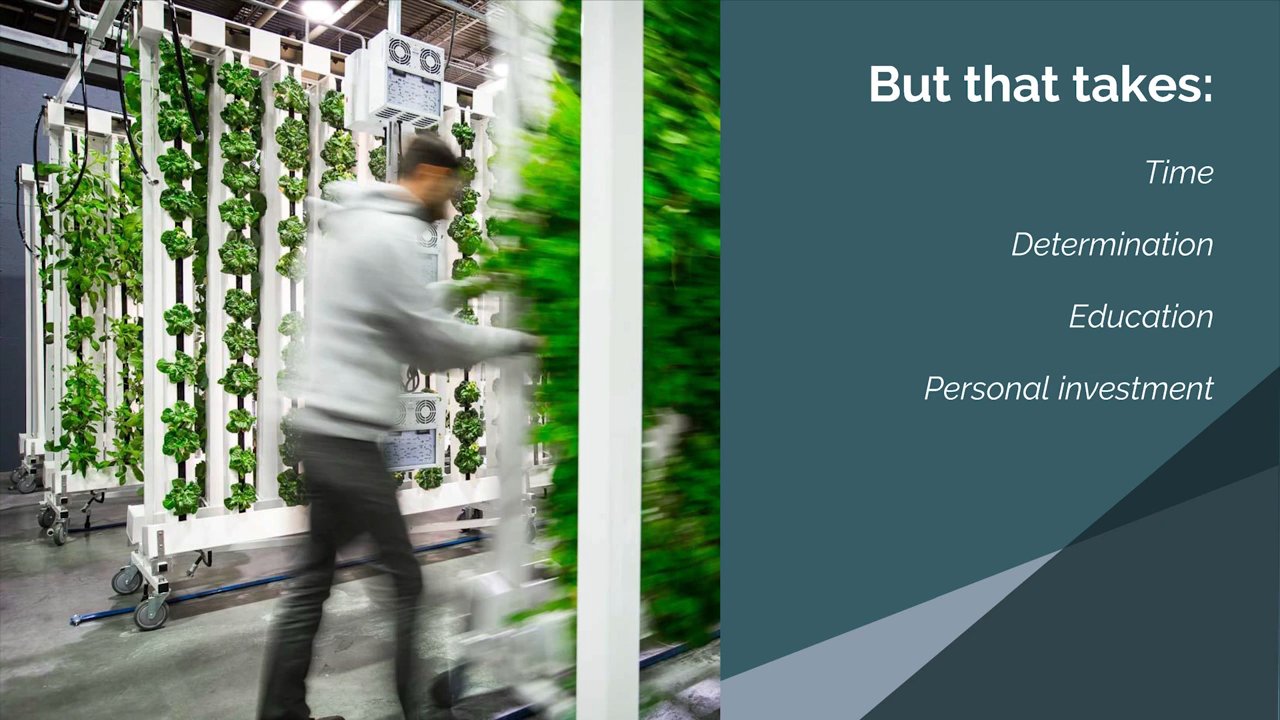 But that takes:
Time
Determination
Education
Personal investment